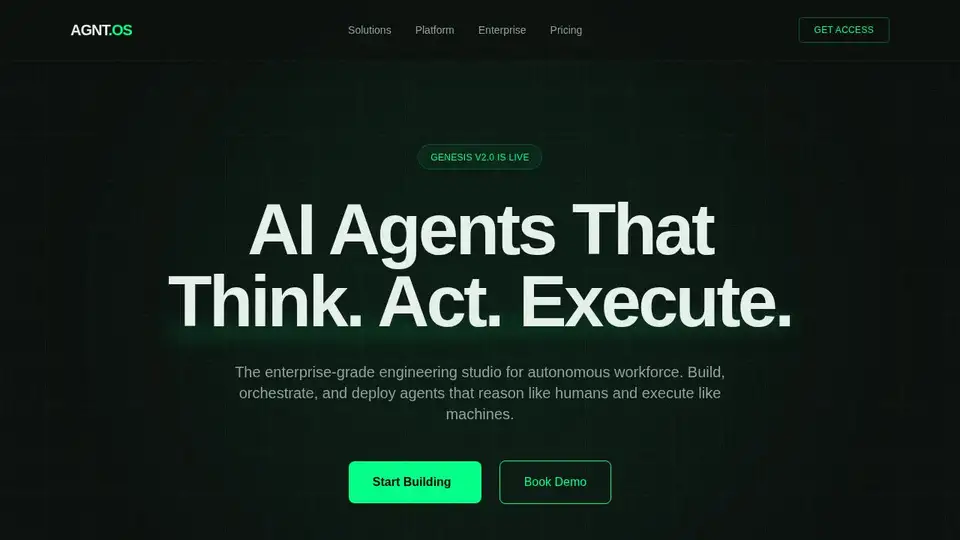 AGNT.OS
Solutions
Platform
Enterprise
Pricing
GET ACCESS
GENESIS V2.0 IS LIVE
AI Agents That
Think. Act. Execute.
The enterprise-grade engineering studio for autonomous workforce. Build,
orchestrate, and deploy agents that reason like humans and execute like
machines.
Start Building
Book Demo